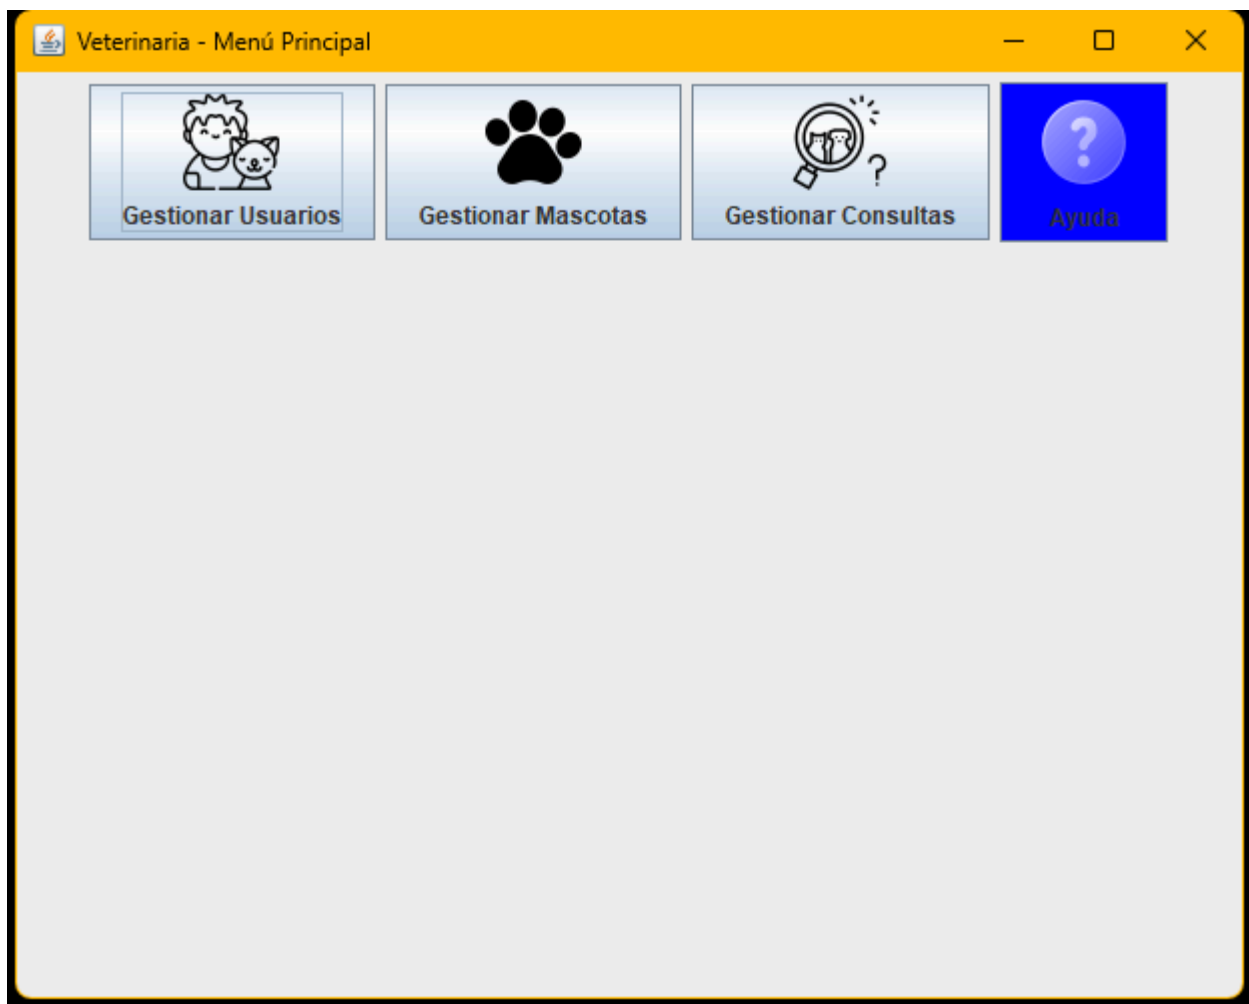 Veterinaria - Menú Principal
?
?
Gestionar Usuarios
Gestionar Mascotas
Gestionar Consultas
Ayuda